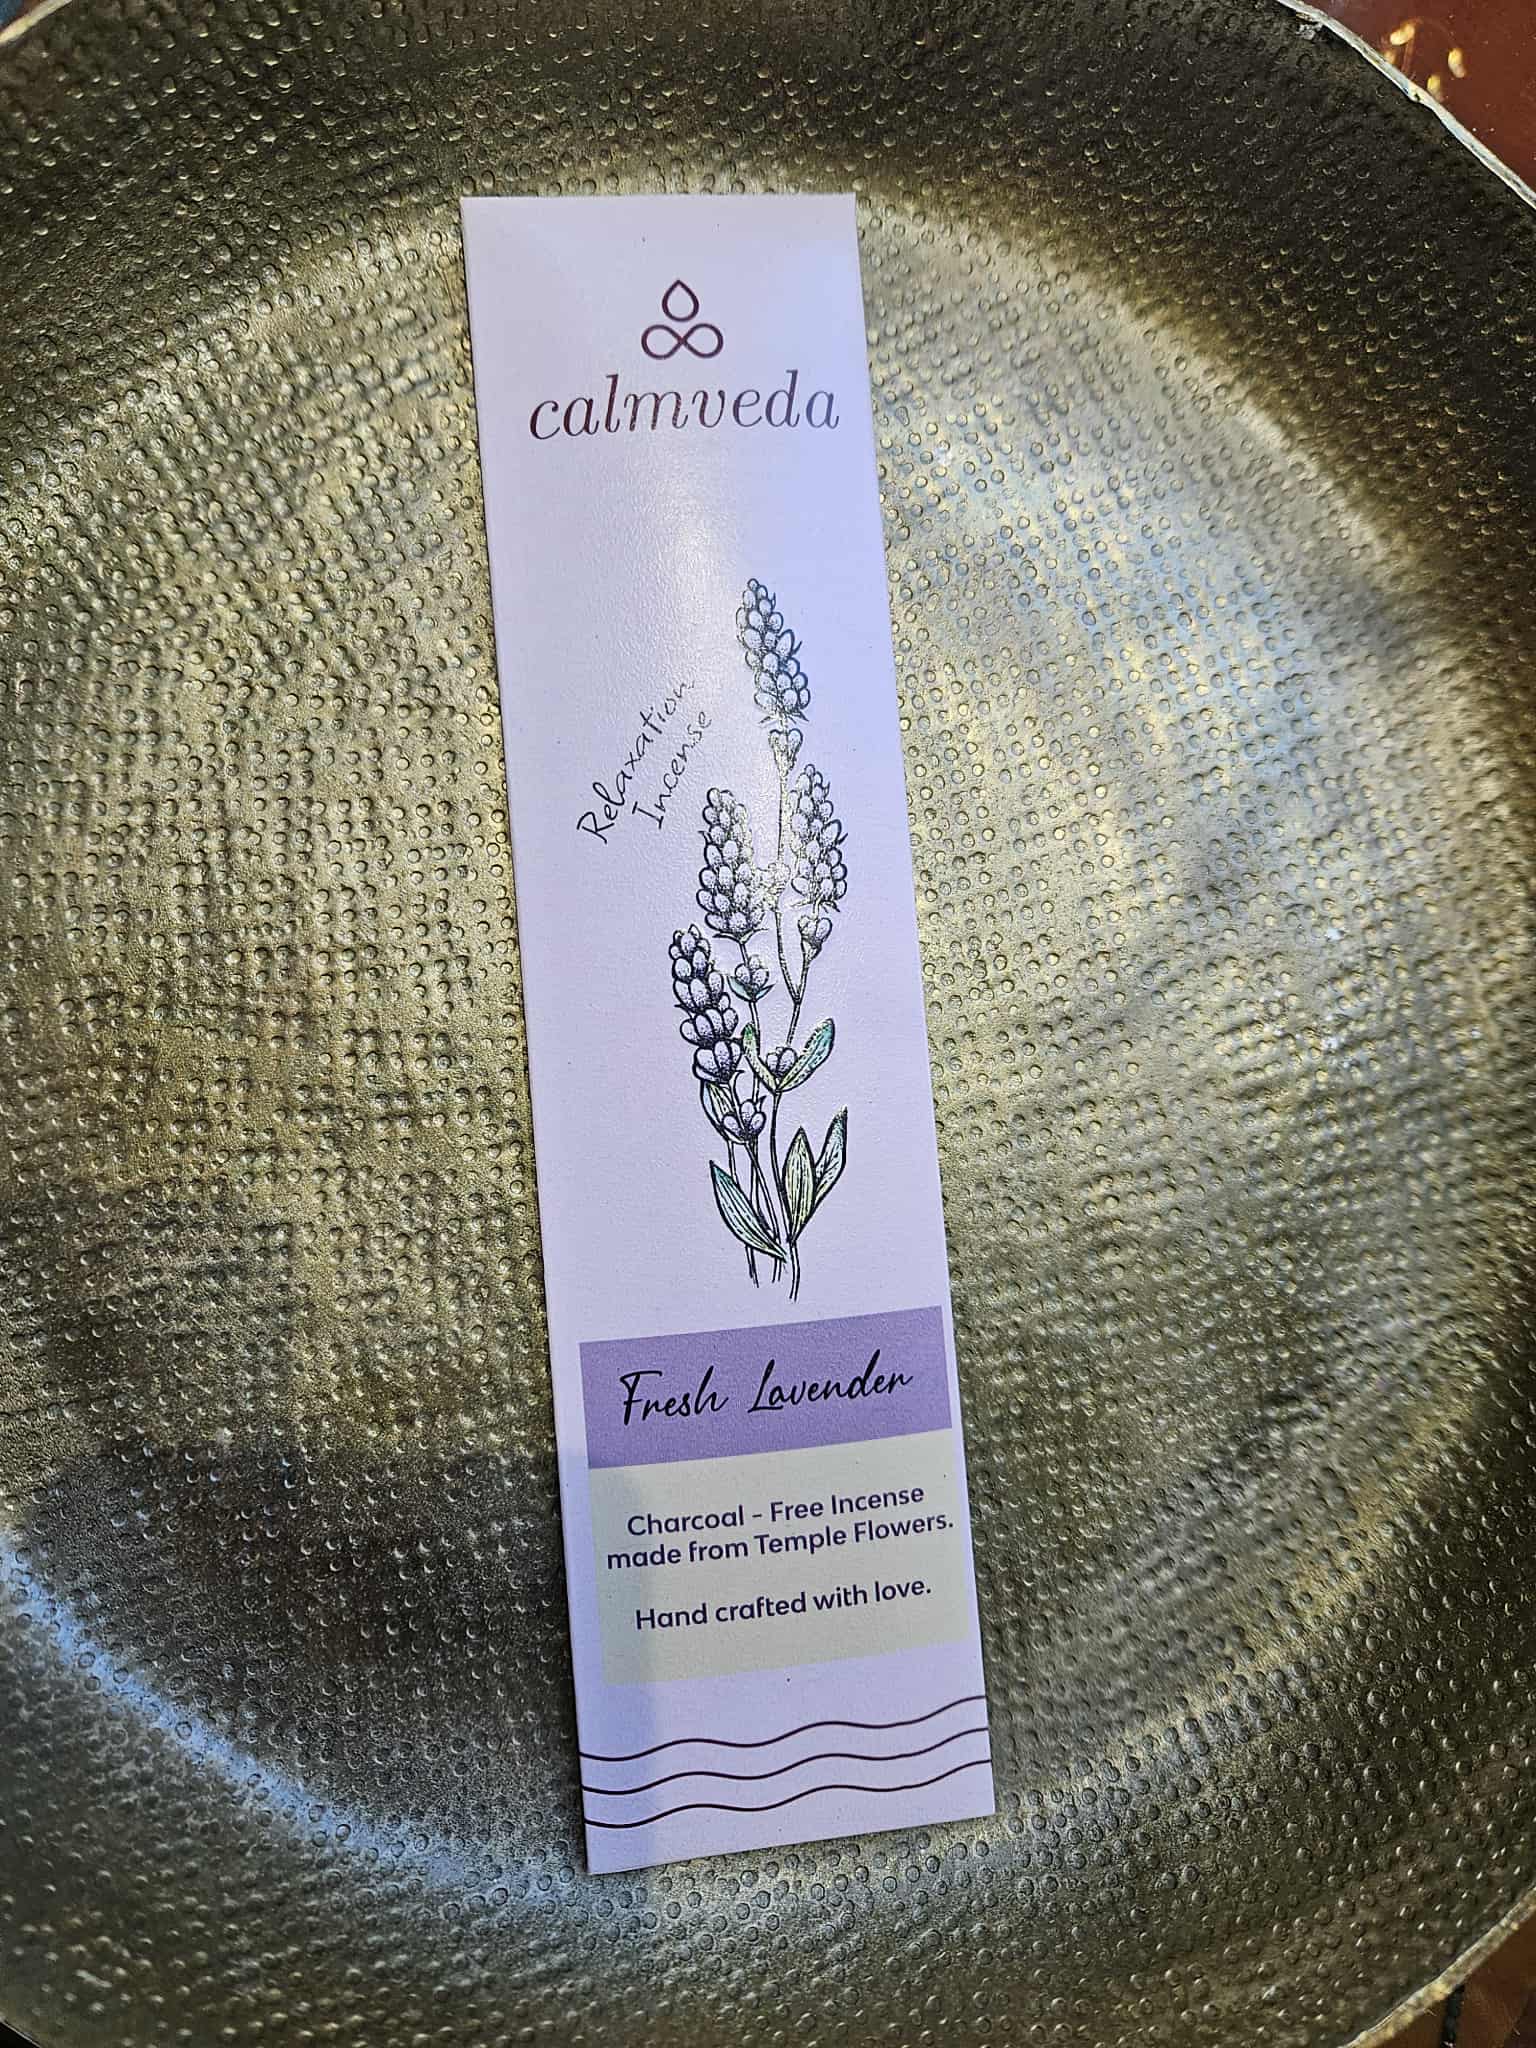 calmveda
Relaxation
Incense
Fresh Lavender
Charcoal - Free Incense
made from Temple Flowers.
Hand crafted with love.